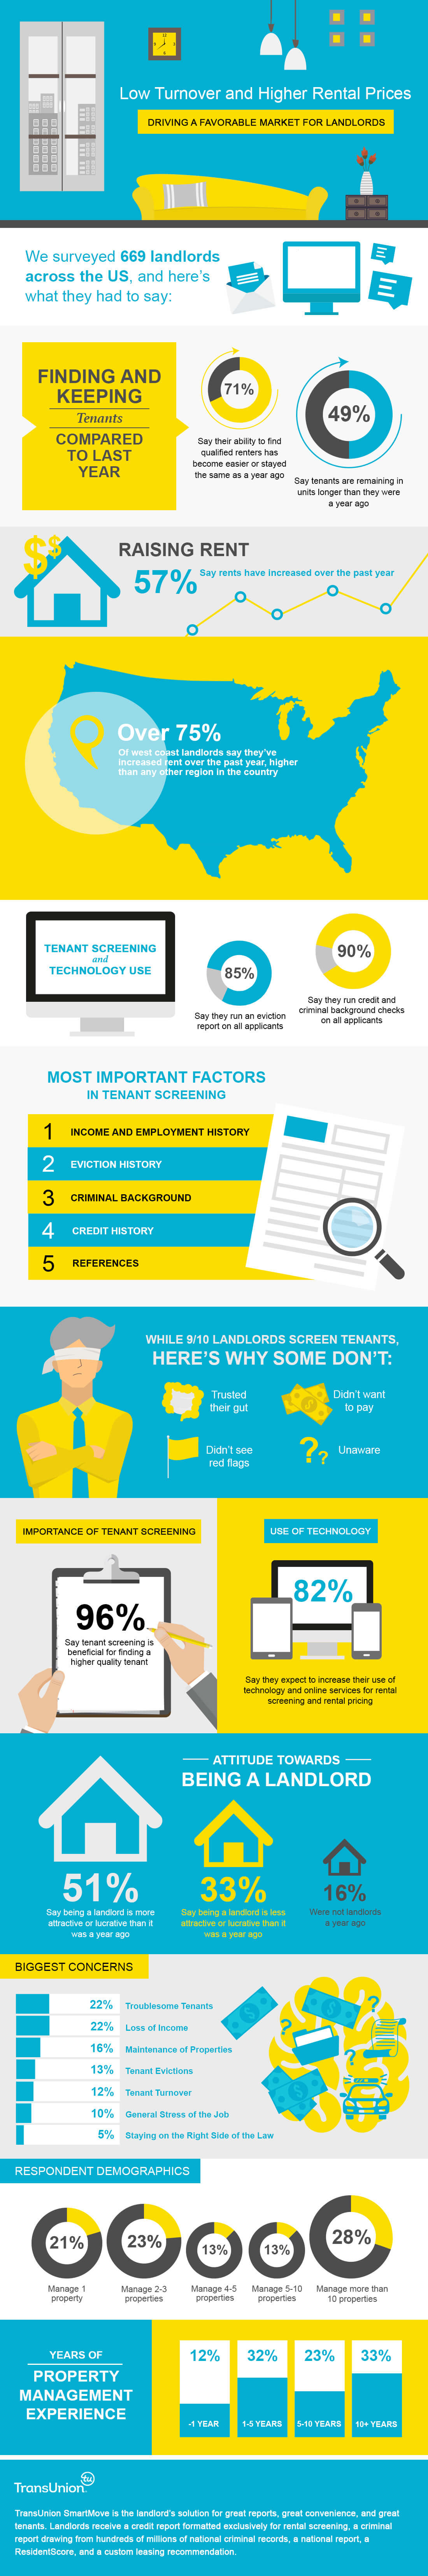 Low Turnover and Higher Rental Prices
DRIVING A FAVORABLE MARKET FOR LANDLORDS
We surveyed 669 landlords
across the US, and here's
what they had to say:
FINDING AND
KEEPING
Tenants
COMPARED
TO LAST
YEAR
71%
Say their ability to find
qualified renters has
become easier or stayed
the same as a year ago
49%
Say tenants are remaining in
units longer than they were
a year ago
$$
RAISING RENT
57% Say rents have increased over the past year
Over 75%
Of west coast landlords say they've
increased rent over the past year, higher
than any other region in the country
TENANT SCREENING
and
TECHNOLOGY USE
85%
Say they run an eviction
report on all applicants
90%
Say they run credit and
criminal background checks
on all applicants
MOST IMPORTANT FACTORS
IN TENANT SCREENING
1 INCOME AND EMPLOYMENT HISTORY
2 EVICTION HISTORY
3 CRIMINAL BACKGROUND
4 CREDIT HISTORY
5 REFERENCES
WHILE 9/10 LANDLORDS SCREEN TENANTS,
HERE'S WHY SOME DON'T:
Trusted
their gut
Didn't want
to pay
Didn't see
red flags
???
Unaware
IMPORTANCE OF TENANT SCREENING
96%
Say tenant screening is
beneficial for finding a
higher quality tenant
USE OF TECHNOLOGY
82%
Say they expect to increase their use of
technology and online services for rental
screening and rental pricing
ATTITUDE TOWARDS
BEING A LANDLORD
51%
Say being a landlord is more
attractive or lucrative than it
was a year ago
33%
Say being a landlord is less
attractive or lucrative than it
was a year ago
16%
Were not landlords
a year ago
BIGGEST CONCERNS
22% Troublesome Tenants
22% Loss of Income
16% Maintenance of Properties
13% Tenant Evictions
12% Tenant Turnover
10% General Stress of the Job
5% Staying on the Right Side of the Law
RESPONDENT DEMOGRAPHICS
21%
Manage 1
property
23%
Manage 2-3
properties
13%
Manage 4-5
properties
13%
Manage 5-10
properties
28%
Manage more than
10 properties
YEARS OF
PROPERTY
MANAGEMENT
EXPERIENCE
12%
-1 YEAR
32%
1-5 YEARS
23%
5-10 YEARS
33%
10+ YEARS
tu
TransUnion
TransUnion SmartMove is the landlord's solution for great reports, great convenience, and great
tenants. Landlords receive a credit report formatted exclusively for rental screening, a criminal
report drawing from hundreds of millions of national criminal records, a national report, a
ResidentScore, and a custom leasing recommendation.